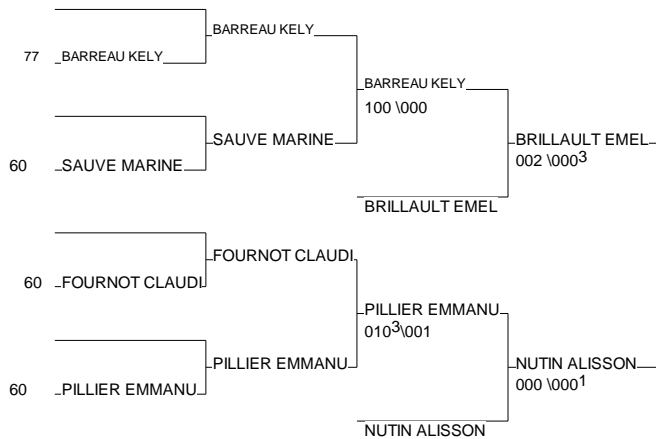 BARREAU KELY
77 BARREAU KELY
BARREAU KELY
100 \000
SAUVE MARINE
BRILLAULT EMEL
002 \000³
60 SAUVE MARINE
BRILLAULT EMEL
FOURNOT CLAUDI
60 FOURNOT CLAUDI
PILLIER EMMANU
010³\001
PILLIER EMMANU
NUTIN ALISSON
000 \000¹
60 PILLIER EMMANU
NUTIN ALISSON